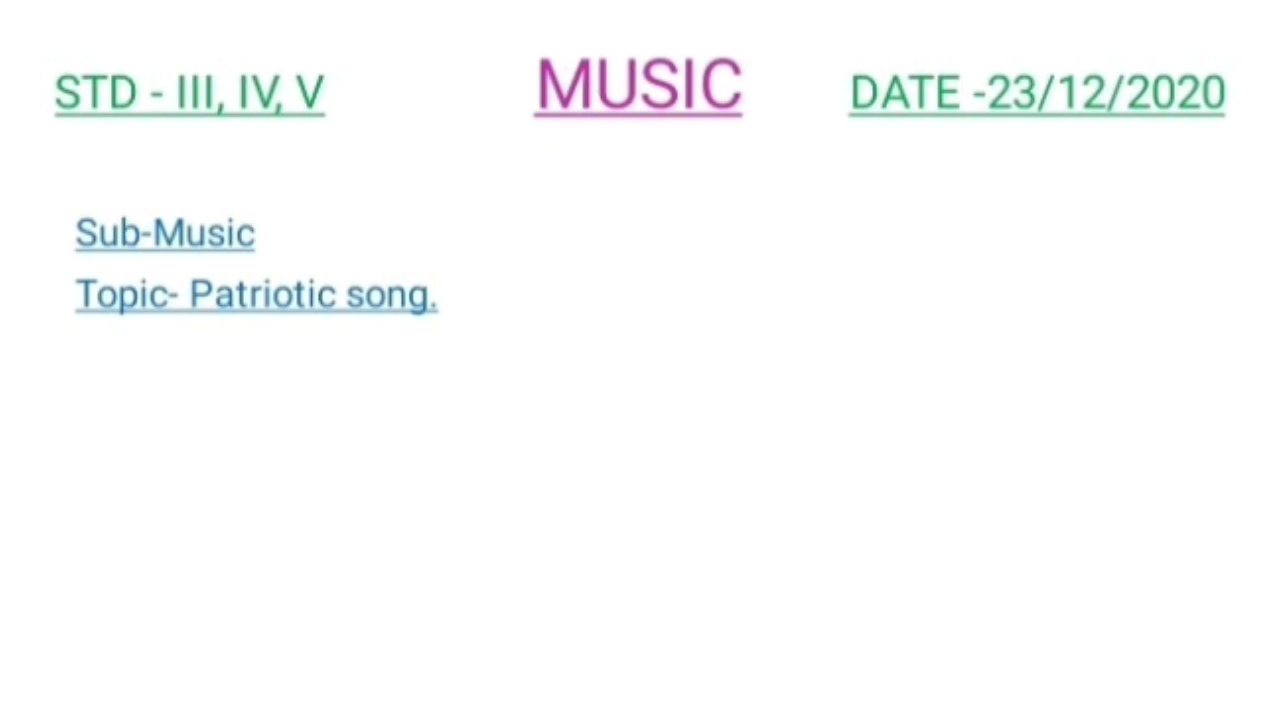 STD - III, IV, V MUSIC DATE -23/12/2020
Sub-Music
Topic- Patriotic song.